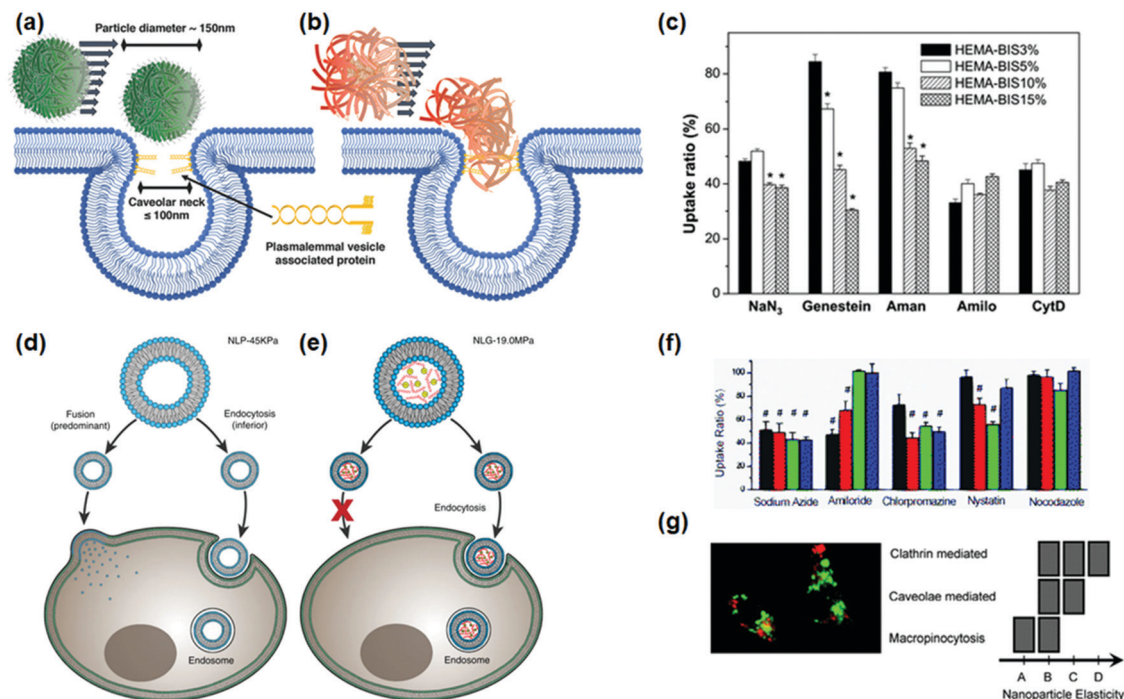 (a)
Particle diameter ~ 150nm
Caveolar neck
≤ 100nm
Plasmalemmal vesicle
associated protein
(b)
(c)
Uptake ratio (%)
80
60
40
20
0
HEMA-BIS3%
HEMA-BIS5%
HEMA-BIS10%
HEMA-BIS15%
* * * * * * * *
NaN3 Genestein Aman Amilo CytD
(d)
NLP-45KPa
Fusion
(predominant)
Endocytosis
(inferior)
Endosome
(e)
NLG-19.0MPa
Endocytosis
Endosome
(f)
Uptake Ratio (%)
100
80
60
40
20
0
# # # # # # # # # # #
Sodium Azide Amiloride Chlorpromazine Nystatin Nocodazole
(g)
Clathrin mediated
Caveolae mediated
Macropinocytosis
A B C D
Nanoparticle Elasticity